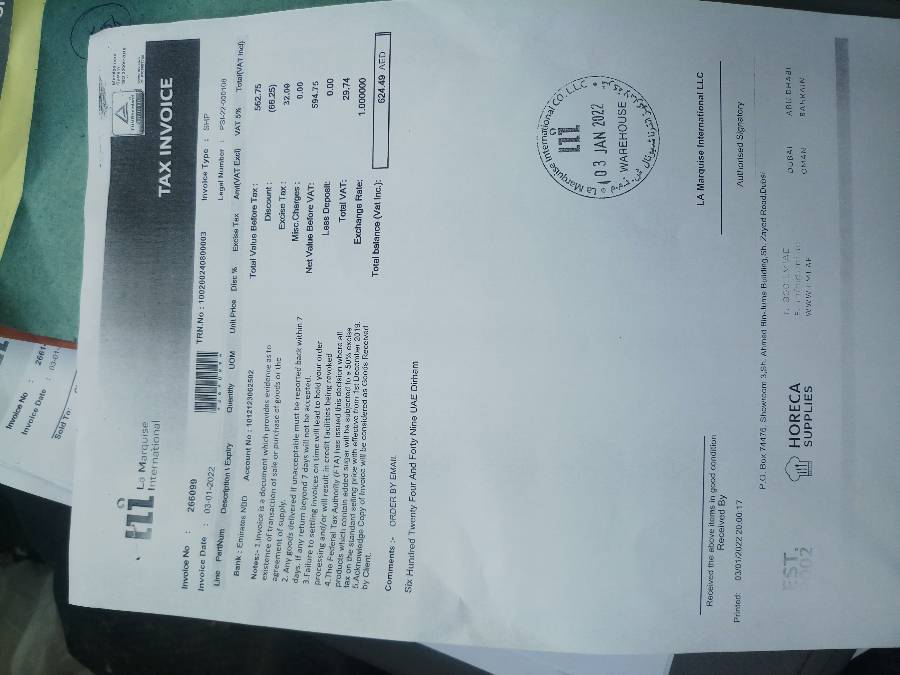 La Marquise
International
TAX INVOICE
Invoice No : 266099
TRN.No : 100200240800003
Invoice Type : SHP
Invoice Date : 03-01-2022
Legal Number : PSI-22-000108
Line PartNum Description \ Expiry Quantity UOM Unit Price Disc % Excise Tax Amt(VAT Excl) VAT 5% Total(VAT Incl)
Bank : Emirates NBD Account No : 1012123062502
Notes:- 1.Invoice is a document which provides evidence as to
existence of transaction of sale or purchase of goods or the
agreement of supply.
2. Any goods delivered if unacceptable must be reported back within 7
days. If any return beyond 7 days will not be accepted.
3.Failure to settling invoices on time will lead to hold your order
processing and/or will result in credit facilities being revoked
4.The Federal Tax Authority (FTA) has issued this decision where all
products which contain added sugar will be subjected to a 50% excise
tax on the standard selling price with effective from 1st December 2019.
5.Acknowledge Copy of Invoice will be considered as Goods Received
by Client.
Total Value Before Tax : 562.75
Discount : (66.25)
Excise Tax : 32.00
Misc.Charges : 0.00
Net Value Before VAT: 594.75
Less Deposit: 0.00
Total VAT: 29.74
Exchange Rate: 1.000000
Total balance (Vat Inc.): 624.49 AED
Comments :- ORDER BY EMAIL
Six Hundred Twenty Four And Forty Nine UAE Dirham
La Marquise International CO. LLC
03 JAN 2022
WAREHOUSE
LA Marquise International LLC
Received the above items in good condition
Received By
Authorised Signatory
Printed: 03/01/2022 20:00:17
P.O. Box 74476, Showroom 3,Sh. Ahmed Bin Juma Building,Sh. Zayed Road,Dubai
EST.
2002
HORECA
SUPPLIES
DUBAI ABU DHABI
OMAN BAHRAIN
Invoice No : 2661
Invoice Date : 03-01-
Sold To :